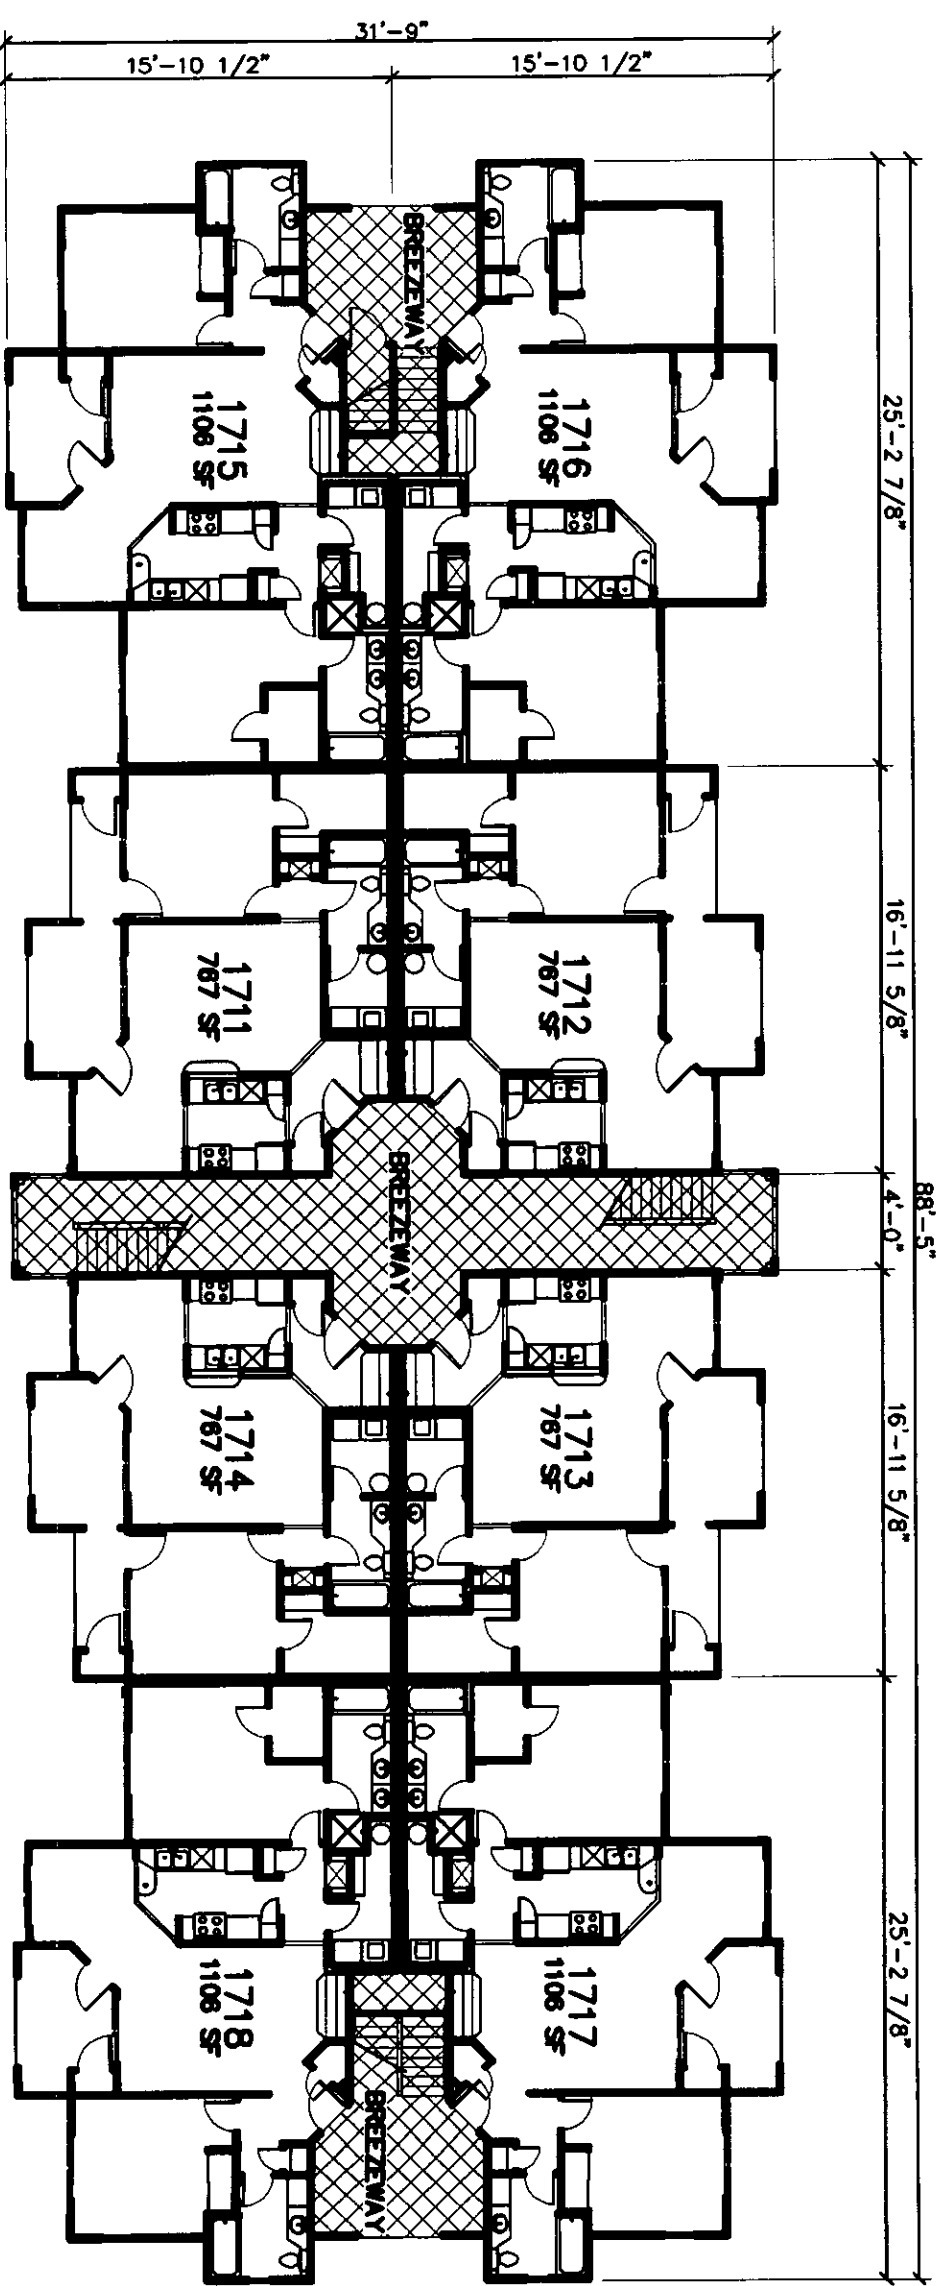 31'-9"
15'-10 1/2"
15'-10 1/2"
BREEZEWAY
1715
1106 SF
1716
1106 SF
25'-2 7/8"
1711
767 SF
1712
767 SF
16'-11 5/8"
BREEZEWAY
4'-0"
88'-5"
1714
767 SF
1713
767 SF
16'-11 5/8"
1718
1106 SF
1717
1106 SF
25'-2 7/8"
BREEZEWAY